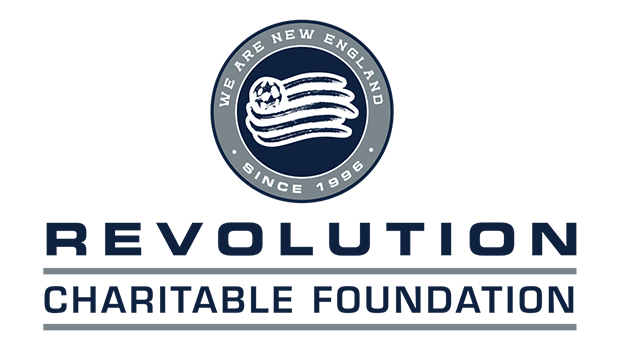 WE ARE NEW ENGLAND
• SINCE 1996 •
REVOLUTION
CHARITABLE FOUNDATION